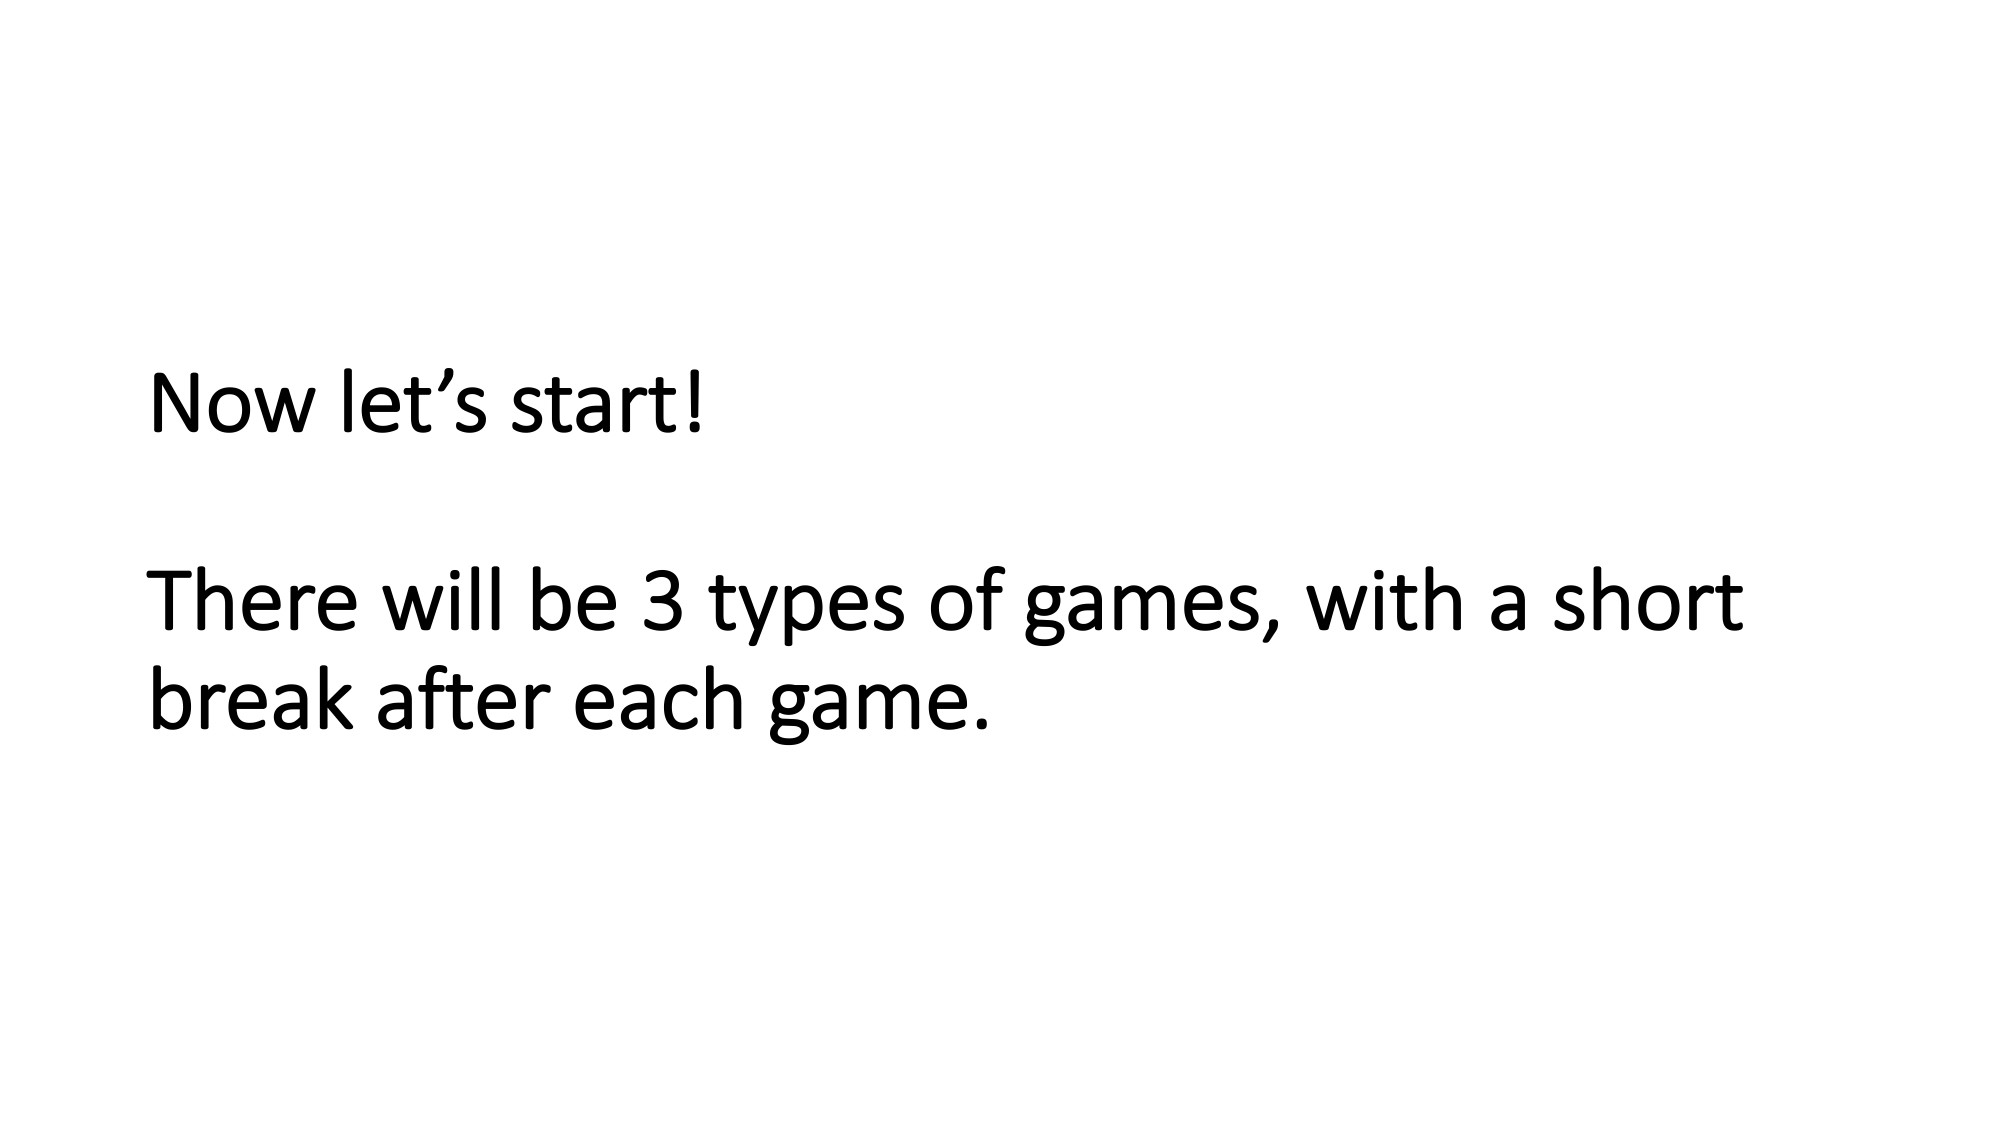 Now let’s start!
There will be 3 types of games, with a short
break after each game.